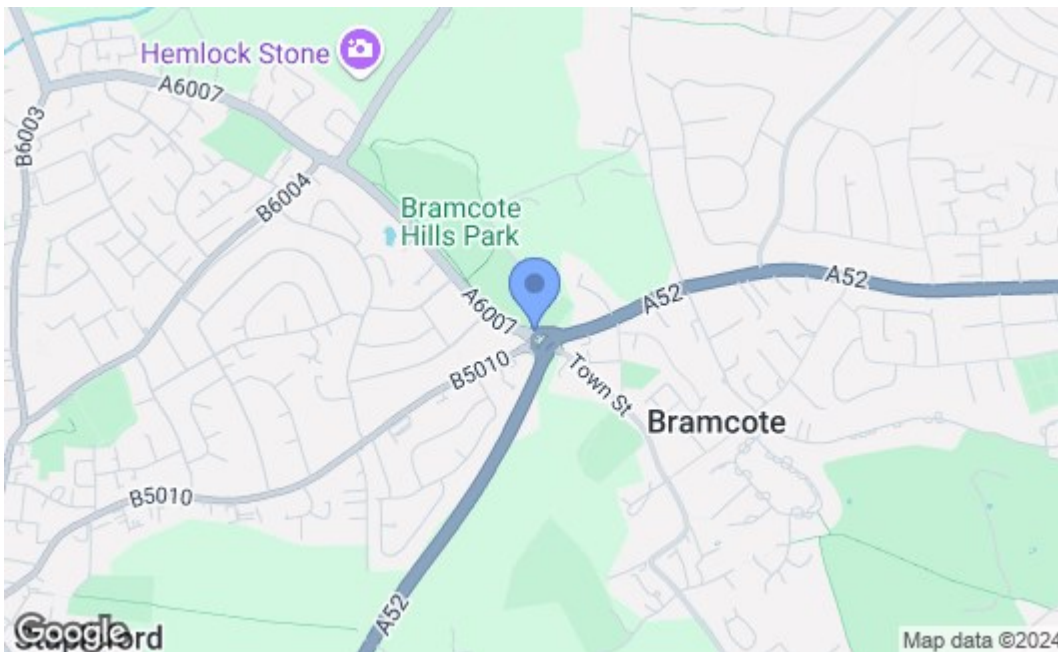 Hemlock Stone
A6007
B6003
B6004
Bramcote
Hills Park
A6007
A52
A52
B5010
Town St
Bramcote
B5010
A52
Google
Map data ©2024